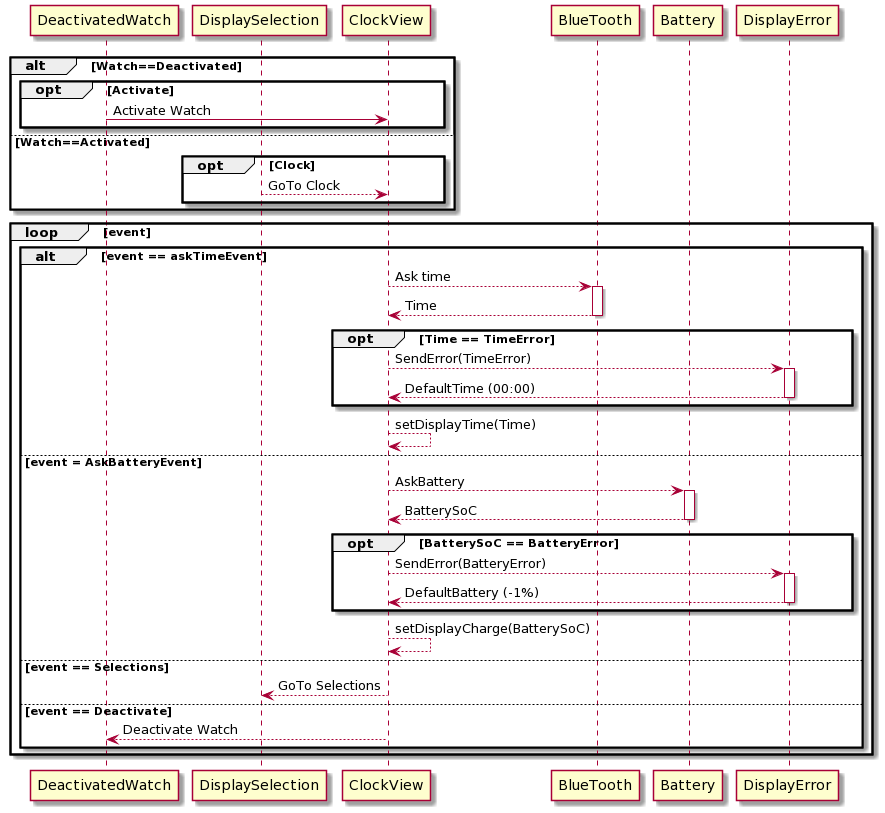 DeactivatedWatch DisplaySelection ClockView BlueTooth Battery DisplayError
alt [Watch==Deactivated]
opt [Activate]
Activate Watch
[Watch==Activated]
opt [Clock]
GoTo Clock
loop [event]
alt [event == askTimeEvent]
Ask time
Time
opt [Time == TimeError]
SendError(TimeError)
DefaultTime (00:00)
setDisplayTime(Time)
[event = AskBatteryEvent]
AskBattery
BatterySoC
opt [BatterySoC == BatteryError]
SendError(BatteryError)
DefaultBattery (-1%)
setDisplayCharge(BatterySoC)
[event == Selections]
GoTo Selections
[event == Deactivate]
Deactivate Watch
DeactivatedWatch DisplaySelection ClockView BlueTooth Battery DisplayError